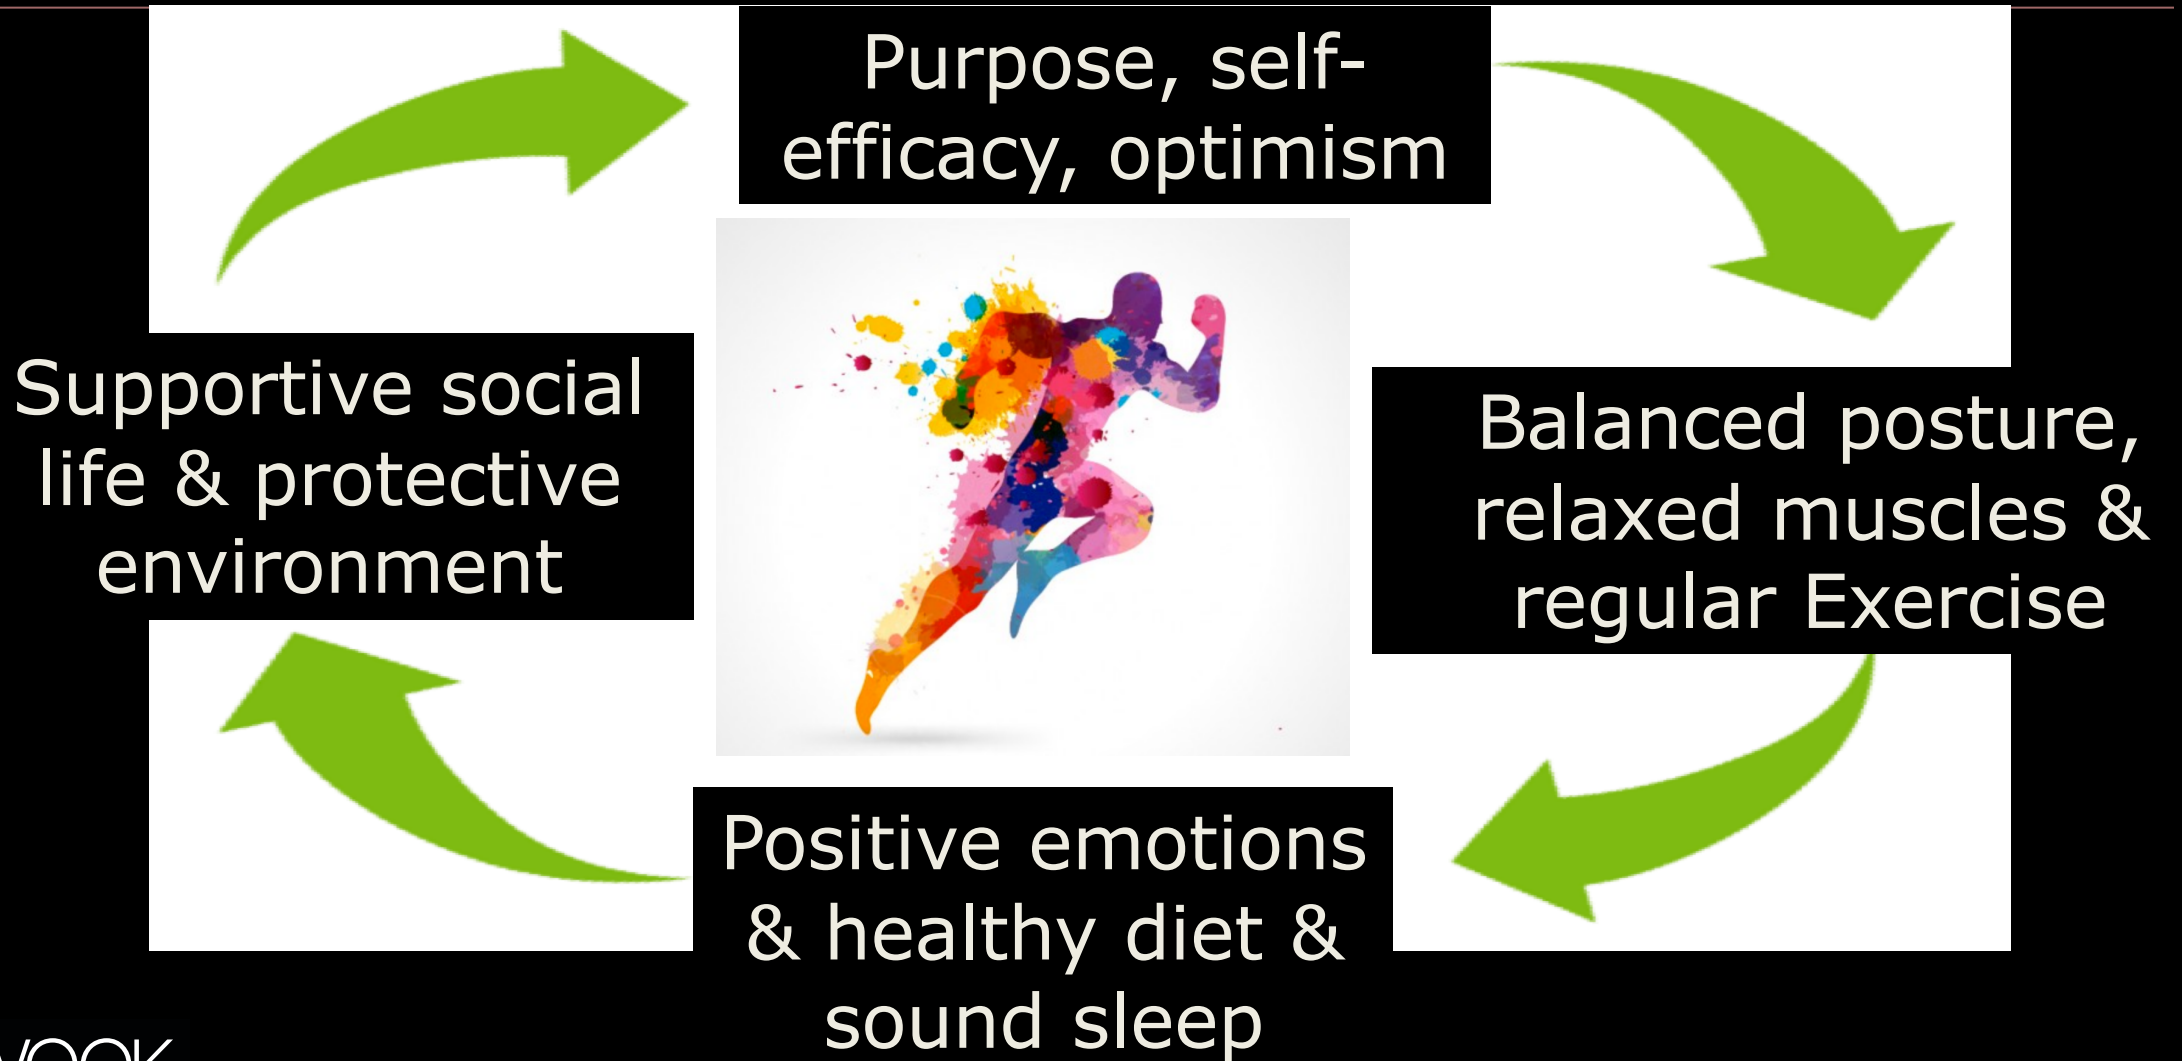 Purpose, self-
efficacy, optimism
Supportive social
life & protective
environment
Balanced posture,
relaxed muscles &
regular Exercise
Positive emotions
& healthy diet &
sound sleep